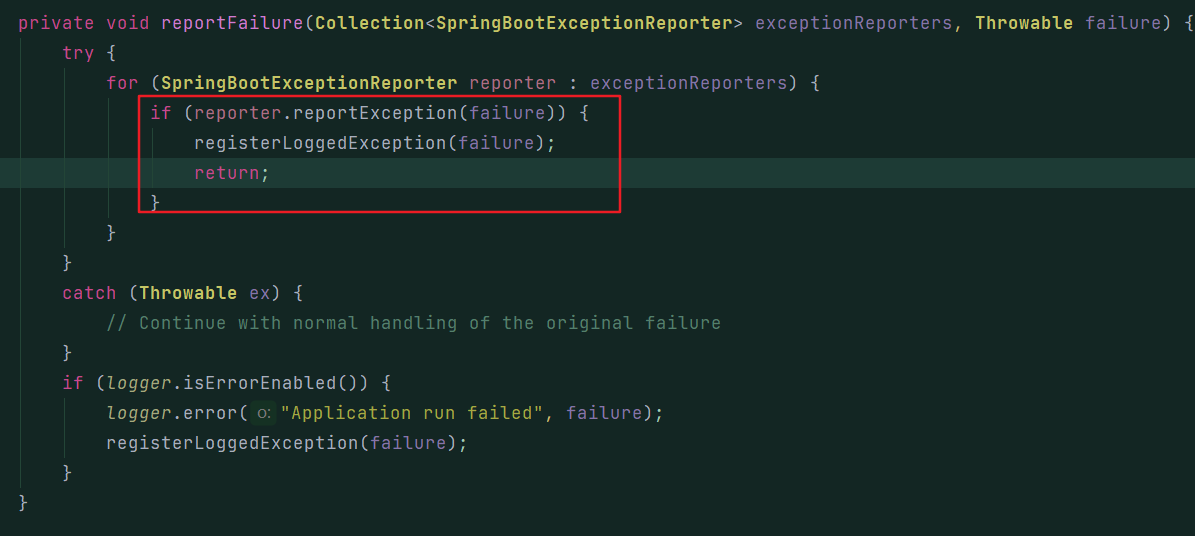 private void reportFailure(Collection<SpringBootExceptionReporter> exceptionReporters, Throwable failure) {
try {
for (SpringBootExceptionReporter reporter : exceptionReporters) {
if (reporter.reportException(failure)) {
registerLoggedException(failure);
return;
}
}
}
catch (Throwable ex) {
// Continue with normal handling of the original failure
}
if (logger.isErrorEnabled()) {
logger.error( o: "Application run failed", failure);
registerLoggedException(failure);
}
}